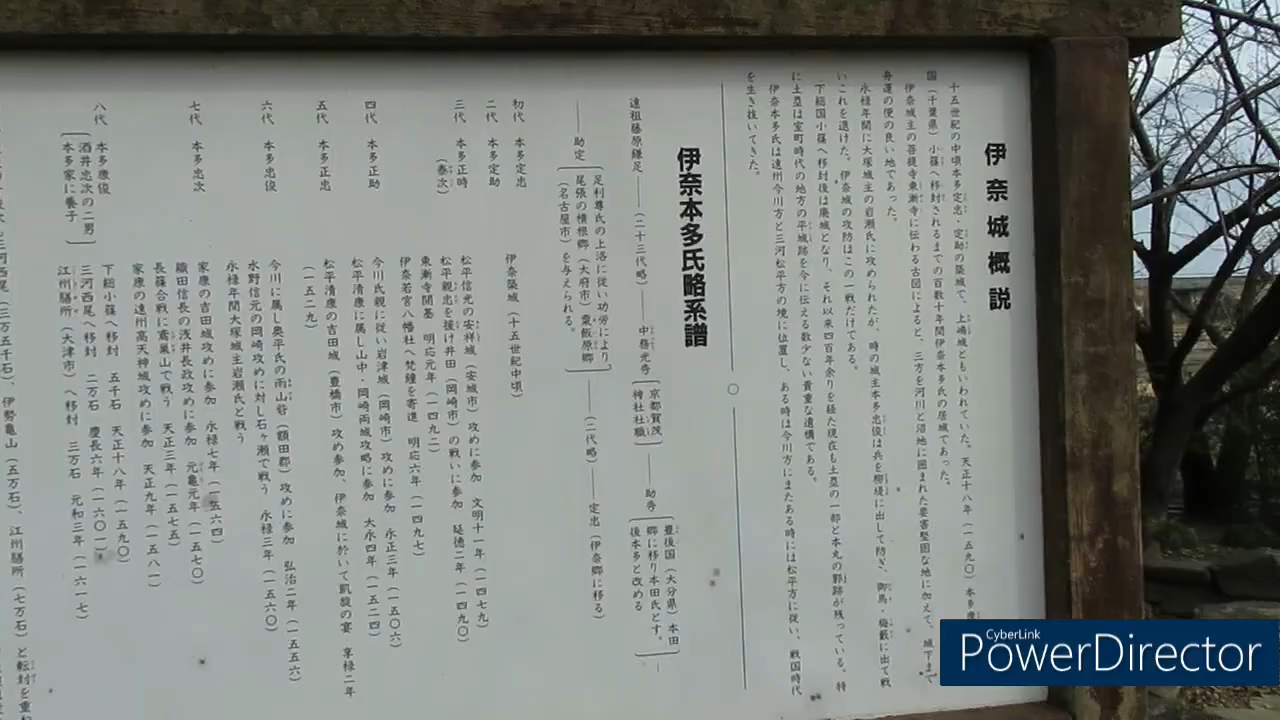 伊奈城概説
十五世紀の中頃本多定忠・定助の築城で、上嶋城ともいわれていた。天正十八年（一五九〇）本多康
国（千葉県）小篠へ移封されるまでの百数十年間伊奈本多氏の居城であった。
伊奈城主の菩提寺東漸寺に伝わる古図によると、三方を河川と沼地に囲まれた要害堅固な地に加えて、城下まで
舟運の便の良い地であった。
永禄年間に大塚城主の岩瀬氏に攻められたが、時の城主本多忠俊は兵を柳堤に出して防ぎ、御馬・梅藪に出て戦
いこれを退けた。伊奈城の攻防はこの一戦だけである。
下総国小篠へ移封後は廃城となり、それ以来四百年余りを経た現在も土塁の一部と本丸の郭跡が残っている。特
に土塁は室町時代の地方の平城跡を今に伝える数少ない貴重な遺構である。
伊奈本多氏は遠州今川方と三河松平方の境に位置し、ある時は今川方にまたある時には松平方に従い、戦国時代
を生き抜いてきた。
○
伊奈本多氏略系譜
遠祖藤原鎌足――（二十三代略）――中務光寺
京都賀茂
神社社職
――助寺
豊後国（大分県）本田
郷に移り本田氏とす。
後本多と改める
――助定
足利尊氏の上洛に従い功労により、
尾張の横根郷（大府市）粟飯原郷
（名古屋市）を与えられる。
――（二代略）――定忠（伊奈郷に移る）
初代 本多定忠 伊奈築城（十五世紀中頃）
二代 本多定助 松平信光の安祥城（安城市）攻めに参加 文明十一年（一四七九）
松平親忠を援け井田（岡崎市）の戦いに参加 延徳二年（一四九〇）
三代 本多正時 東漸寺開基 明応元年（一四九二）
（泰次） 伊奈若宮八幡社へ梵鐘を寄進 明応六年（一四九七）
今川氏親に従い岩津城（岡崎市）攻めに参加 永正三年（一五〇六）
四代 本多正助 松平清康に属し山中・岡崎両城攻略に参加 大永四年（一五二四）
五代 本多正忠 松平清康の吉田城（豊橋市）攻め参加、伊奈城に於いて凱旋の宴 享禄二年
（一五二九）
六代 本多忠俊 今川に属し奥平氏の雨山砦（額田郡）攻めに参加 弘治二年（一五五六）
水野信元の岡崎攻めに対し石ヶ瀬で戦う 永禄三年（一五六〇）
永禄年間大塚城主岩瀬氏と戦う
七代 本多忠次 家康の吉田城攻めに参加 永禄七年（一五六四）
織田信長の浅井長政攻めに参加 元亀元年（一五七〇）
長篠合戦に鳶巣山で戦う 天正三年（一五七五）
家康の遠州高天神城攻めに参加 天正九年（一五八一）
八代 本多康俊 下総小篠へ移封 五千石 天正十八年（一五九〇）
酒井忠次の二男 三河西尾へ移封 二万石 慶長六年（一六〇一）
本多家に養子 江州膳所（大津市）へ移封 三万石 元和三年（一六一七）
三河西尾（三万五千石）、伊勢亀山（五万石）、江州膳所（七万石）と転封を重ね
CyberLink
PowerDirector